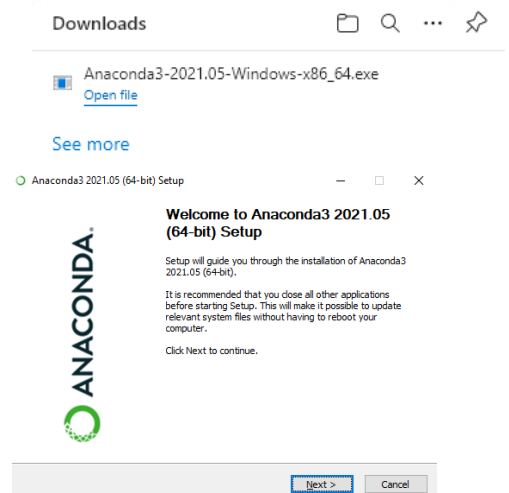 Downloads
Anaconda3-2021.05-Windows-x86_64.exe
Open file
See more
Anaconda3 2021.05 (64-bit) Setup
Welcome to Anaconda3 2021.05
(64-bit) Setup
Setup will guide you through the installation of Anaconda3
2021.05 (64-bit).
It is recommended that you close all other applications
before starting Setup. This will make it possible to update
relevant system files without having to reboot your
computer.
Click Next to continue.
ANACONDA.
Next >
Cancel